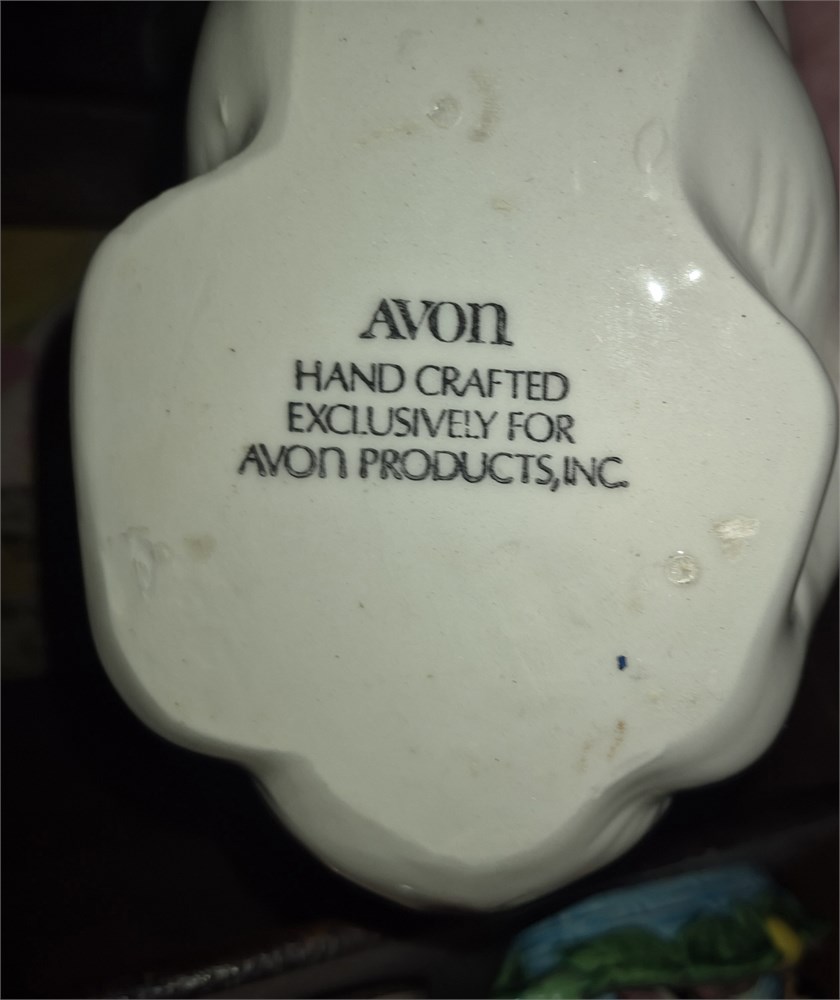 AVON
HAND CRAFTED
EXCLUSIVELY FOR
AVON PRODUCTS, INC.